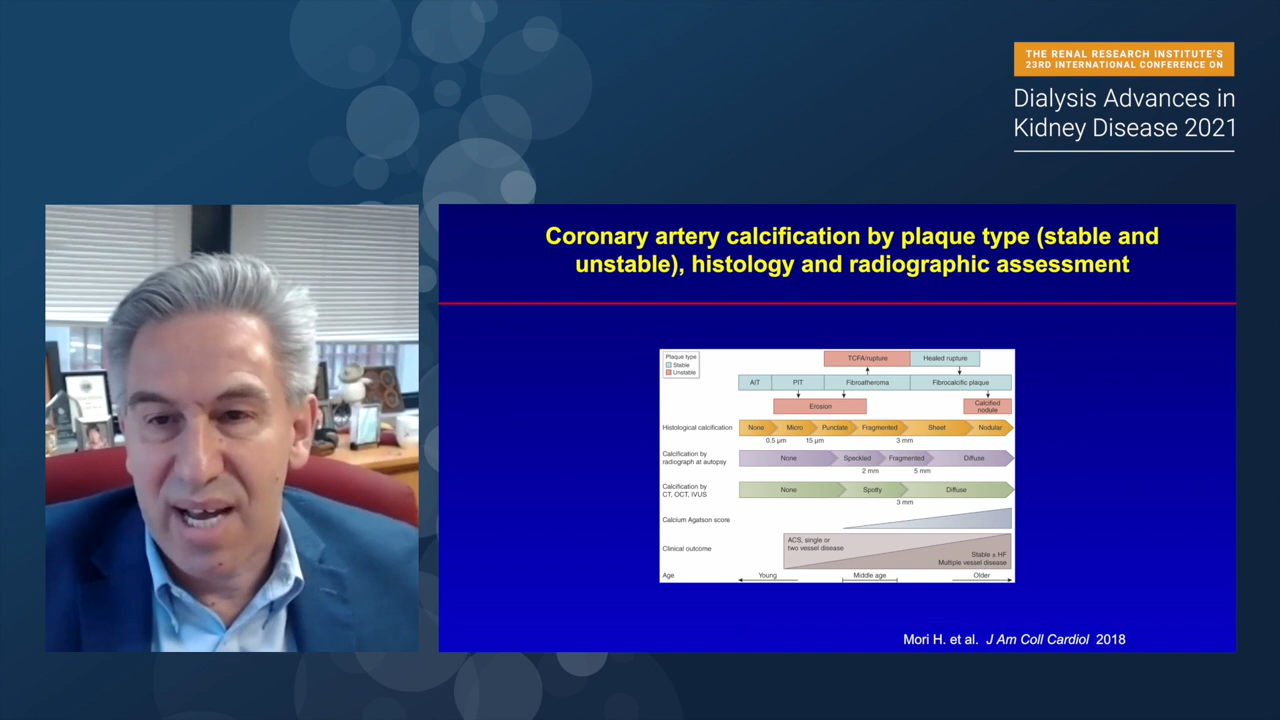 THE RENAL RESEARCH INSTITUTE'S
23RD INTERNATIONAL CONFERENCE ON
Dialysis Advances in
Kidney Disease 2021
Coronary artery calcification by plaque type (stable and
unstable), histology and radiographic assessment
Plaque type
Stable
Unstable
TCFA/rupture
Healed rupture
AIT
PIT
Fibroatheroma
Fibrocalcific plaque
Erosion
Calcified
nodule
Histological calcification
None
Micro
Punctate
Fragmented
Sheet
Nodular
0.5 μm
15 μm
3 mm
Calcification by
radiograph at autopsy
None
Speckled
Fragmented
Diffuse
2 mm
5 mm
Calcification by
CT, OCT, IVUS
None
Spotty
Diffuse
3 mm
Calcium Agatson score
Clinical outcome
ACS, single or
two vessel disease
Stable ± HF
Multiple vessel disease
Age
Young
Middle age
Older
Mori H. et al. J Am Coll Cardiol 2018